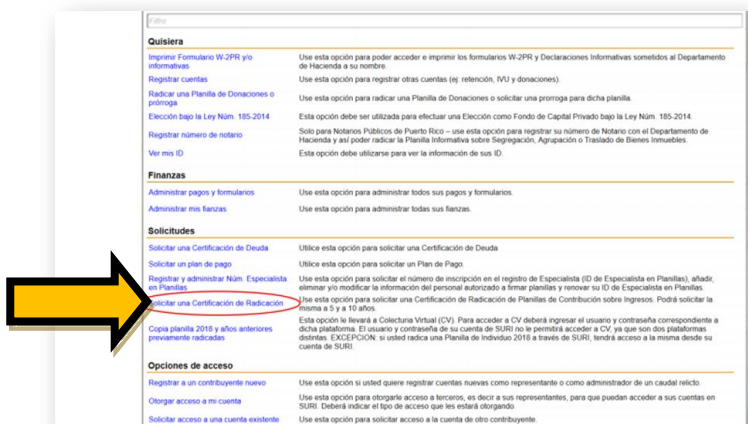 Filtro
Quisiera
Imprimir Formulario W-2PR y/o informativas
Use esta opción para poder acceder e imprimir los formularios W-2PR y Declaraciones Informativas sometidos al Departamento
de Hacienda a su nombre.
Registrar cuentas
Use esta opción para registrar otras cuentas (ej: retención, IVU y donaciones).
Radicar una Planilla de Donaciones o
prórroga
Use esta opción para radicar una Planilla de Donaciones o solicitar una prorroga para dicha planilla.
Elección bajo la Ley Núm. 185-2014
Esta opción debe ser utilizada para efectuar una Elección como Fondo de Capital Privado bajo la Ley Núm. 185-2014.
Registrar número de notario
Solo para Notarios Públicos de Puerto Rico – use esta opción para registrar su número de Notario con el Departamento de
Hacienda y así poder radicar la Planilla Informativa sobre Segregación, Agrupación o Traslado de Bienes Inmuebles.
Ver mis ID
Esta opción debe utilizarse para ver la información de sus ID.
Finanzas
Administrar pagos y formularios
Use esta opción para administrar todos sus pagos y formularios.
Administrar mis fianzas
Use esta opción para administrar todas sus fianzas.
Solicitudes
Solicitar una Certificación de Deuda
Utilice esta opción para solicitar una Certificación de Deuda
Solicitar un plan de pago
Utilice esta opción para solicitar un Plan de Pago.
Registrar y administrar Núm. Especialista
en Planillas
Use esta opción para solicitar el número de inscripción en el registro de Especialista (ID de Especialista en Planillas), añadir,
eliminar y/o modificar la información del personal autorizado a firmar planillas y renovar su ID de Especialista en Planillas.
Solicitar una Certificación de Radicación
Use esta opción para solicitar una Certificación de Radicación de Planillas de Contribución sobre Ingresos. Podrá solicitar la
misma a 5 y a 10 años.
Copia planilla 2018 y años anteriores
previamente radicadas
Esta opción le llevará a Colecturia Virtual (CV). Para acceder a CV deberá ingresar el usuario y contraseña correspondiente a
dicha plataforma. El usuario y contraseña de su cuenta de SURI no le permitirá acceder a CV, ya que son dos plataformas
distintas. EXCEPCION: si usted radica una Planilla de Individuo 2018 a través de SURI, tendrá acceso a la misma desde su
cuenta de SURI.
Opciones de acceso
Registrar a un contribuyente nuevo
Use esta opción si usted quiere registrar cuentas nuevas como representante o como administrador de un caudal relicto.
Otorgar acceso a mi cuenta
Use esta opción para otorgarle acceso a terceros, es decir a sus representantes, para que puedan acceder a sus cuentas en
SURI. Deberá indicar el tipo de acceso que les estará otorgando.
Solicitar acceso a una cuenta existente
Use esta opción para solicitar acceso a la cuenta de otro contribuyente.